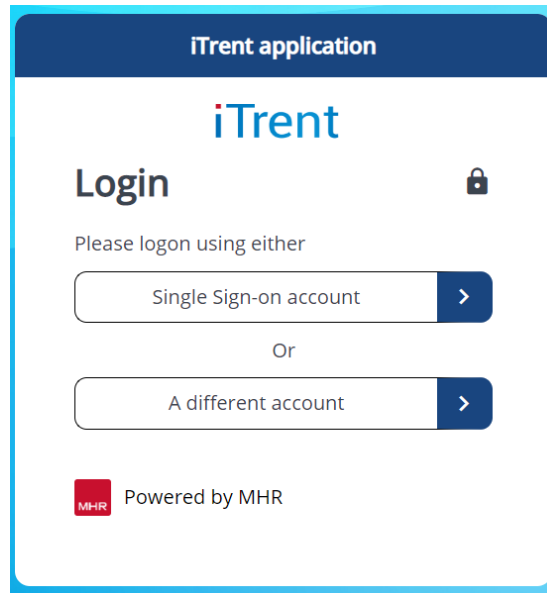 iTrent application
iTrent
Login
Please logon using either
Single Sign-on account
Or
A different account
MHR
Powered by MHR